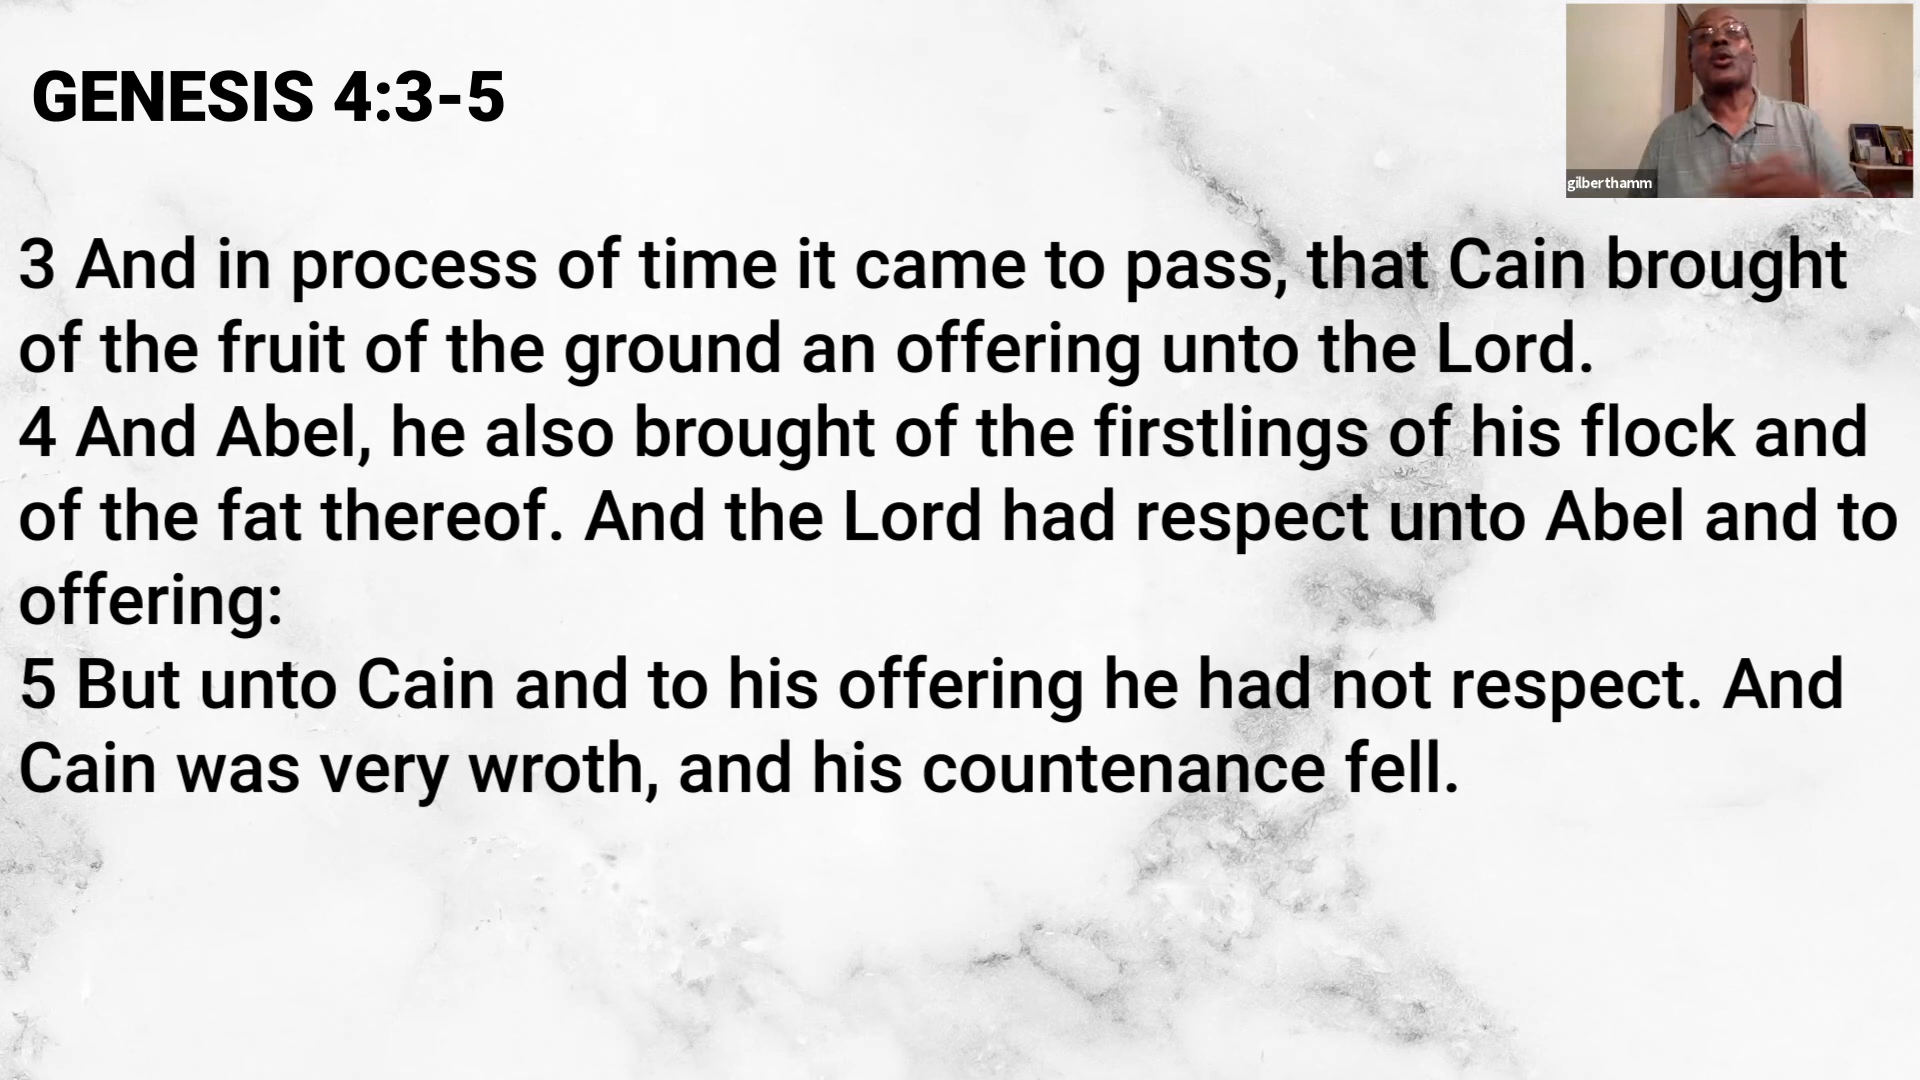 GENESIS 4:3-5
gilberthamm
3 And in process of time it came to pass, that Cain brought
of the fruit of the ground an offering unto the Lord.
4 And Abel, he also brought of the firstlings of his flock and
of the fat thereof. And the Lord had respect unto Abel and to
offering:
5 But unto Cain and to his offering he had not respect. And
Cain was very wroth, and his countenance fell.